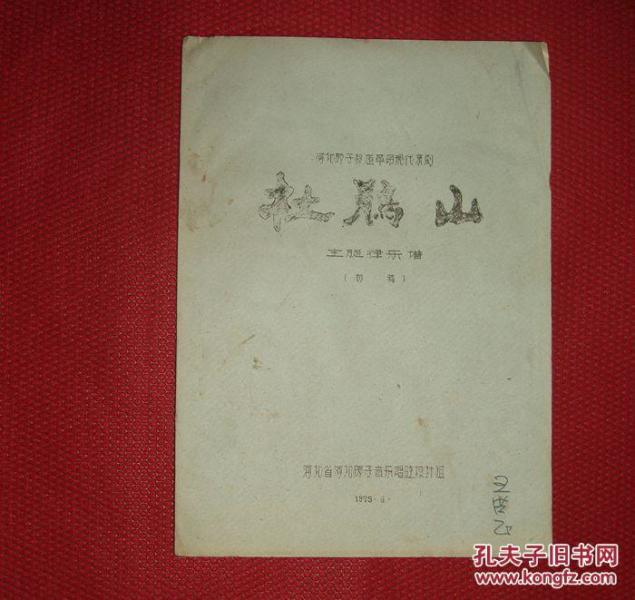 河北梆子移植革命现代京剧
杜鹃山
主旋律乐谱
（初 稿）
河北省河北梆子音乐唱腔设计组
孔夫子旧书网
www.kongfz.com